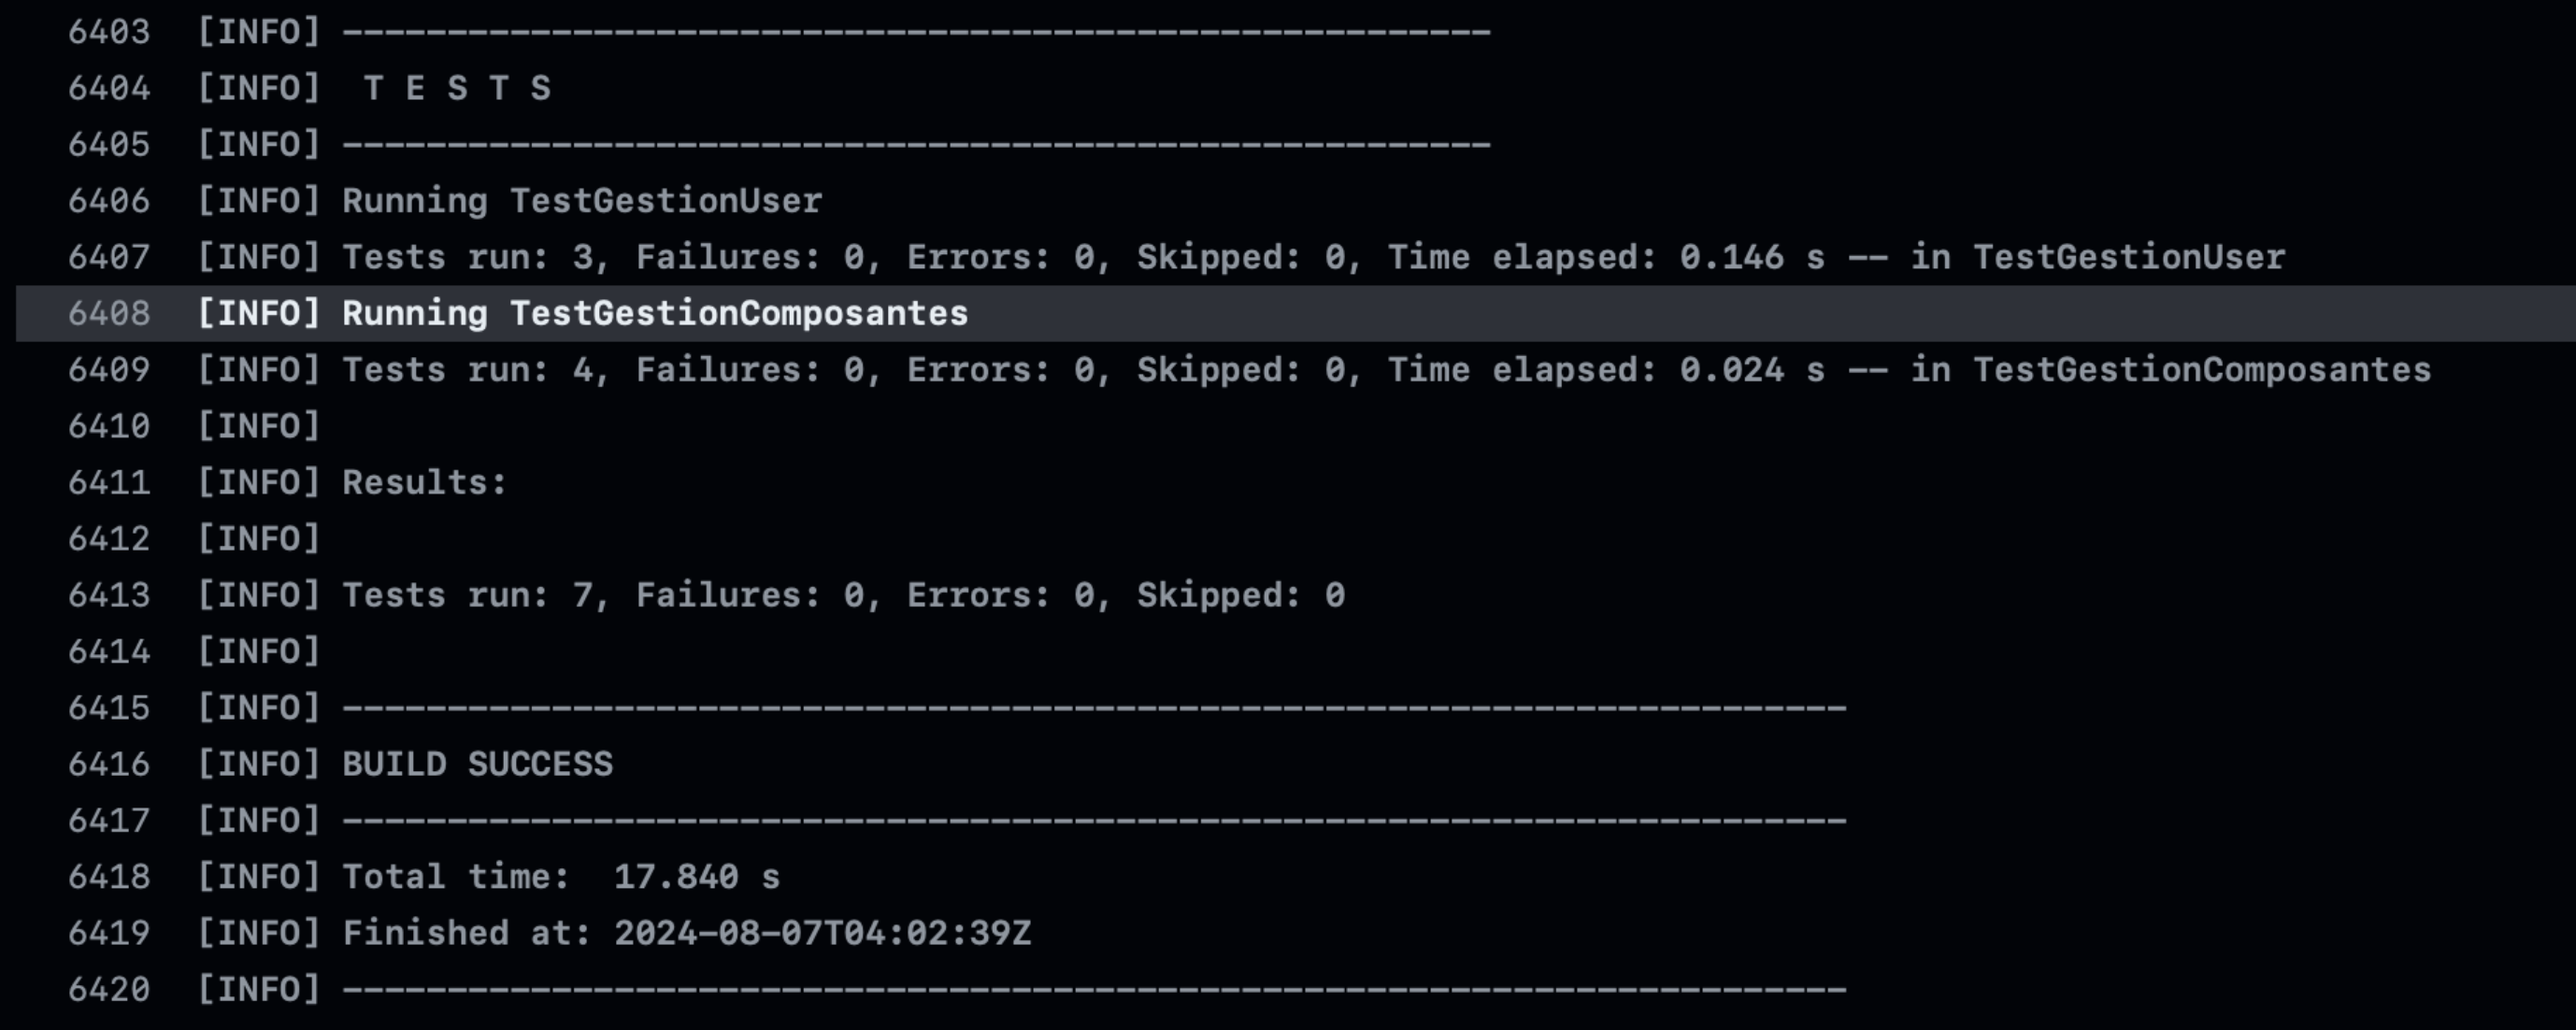 6403 [INFO] -------------------------------------------------------
6404 [INFO]  T E S T S
6405 [INFO] -------------------------------------------------------
6406 [INFO] Running TestGestionUser
6407 [INFO] Tests run: 3, Failures: 0, Errors: 0, Skipped: 0, Time elapsed: 0.146 s -- in TestGestionUser
6408 [INFO] Running TestGestionComposantes
6409 [INFO] Tests run: 4, Failures: 0, Errors: 0, Skipped: 0, Time elapsed: 0.024 s -- in TestGestionComposantes
6410 [INFO]
6411 [INFO] Results:
6412 [INFO]
6413 [INFO] Tests run: 7, Failures: 0, Errors: 0, Skipped: 0
6414 [INFO]
6415 [INFO] ------------------------------------------------------------------------
6416 [INFO] BUILD SUCCESS
6417 [INFO] ------------------------------------------------------------------------
6418 [INFO] Total time:  17.840 s
6419 [INFO] Finished at: 2024-08-07T04:02:39Z
6420 [INFO] ------------------------------------------------------------------------